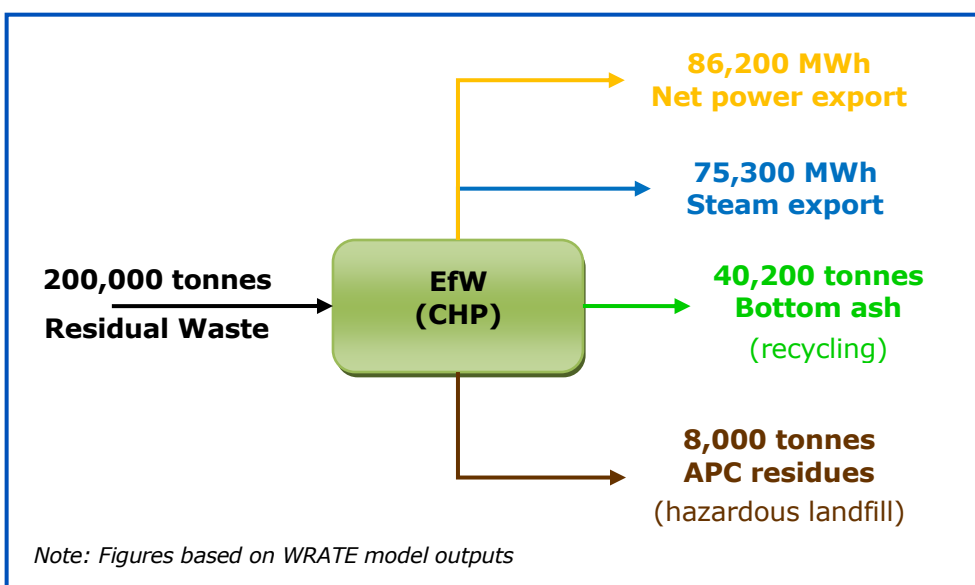 86,200 MWh
Net power export
75,300 MWh
Steam export
200,000 tonnes
Residual Waste
EfW
(CHP)
40,200 tonnes
Bottom ash
(recycling)
8,000 tonnes
APC residues
(hazardous landfill)
Note: Figures based on WRATE model outputs